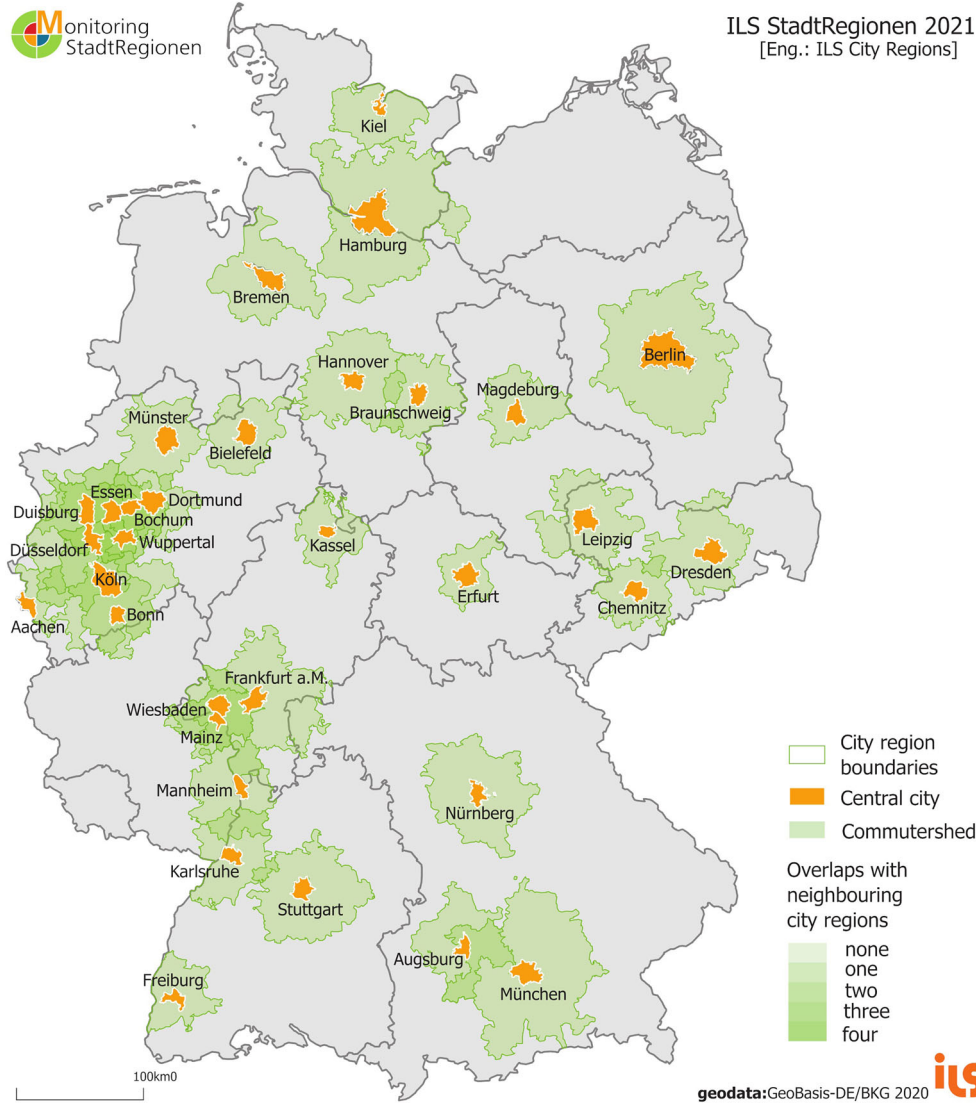 Monitoring
StadtRegionen
ILS StadtRegionen 2021
[Eng.: ILS City Regions]
Kiel
Hamburg
Bremen
Berlin
Hannover
Braunschweig
Magdeburg
Münster
Bielefeld
Essen
Dortmund
Duisburg
Bochum
Düsseldorf
Wuppertal
Kassel
Leipzig
Köln
Dresden
Erfurt
Chemnitz
Aachen
Bonn
Frankfurt a.M.
Wiesbaden
Mainz
Mannheim
Nürnberg
Karlsruhe
Stuttgart
Augsburg
München
Freiburg
City region
boundaries
Central city
Commutershed
Overlaps with
neighbouring
city regions
none
one
two
three
four
100km0
geodata:GeoBasis-DE/BKG 2020
ils